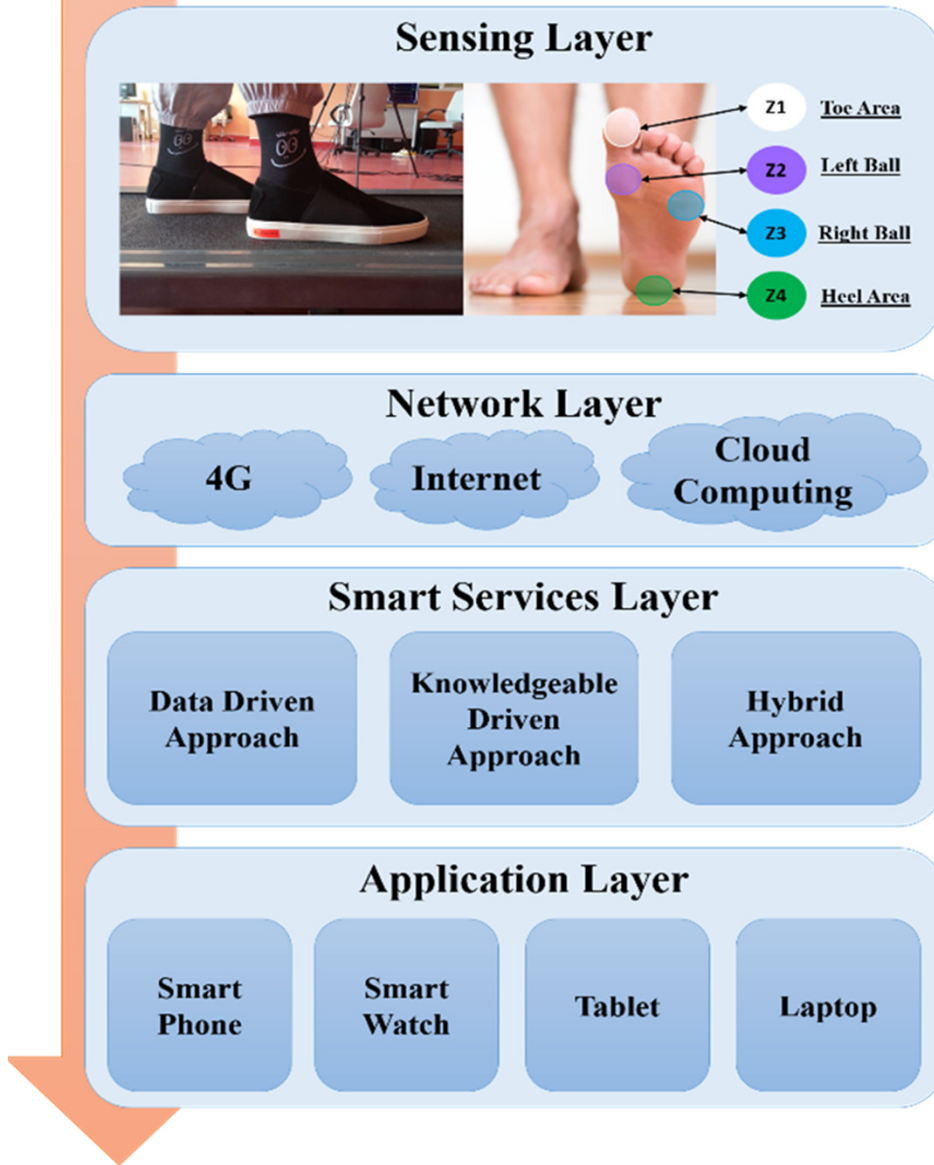 Sensing Layer
Z1 Toe Area
Z2 Left Ball
Z3 Right Ball
Z4 Heel Area
Network Layer
4G
Internet
Cloud
Computing
Smart Services Layer
Data Driven
Approach
Knowledgeable
Driven
Approach
Hybrid
Approach
Application Layer
Smart
Phone
Smart
Watch
Tablet
Laptop